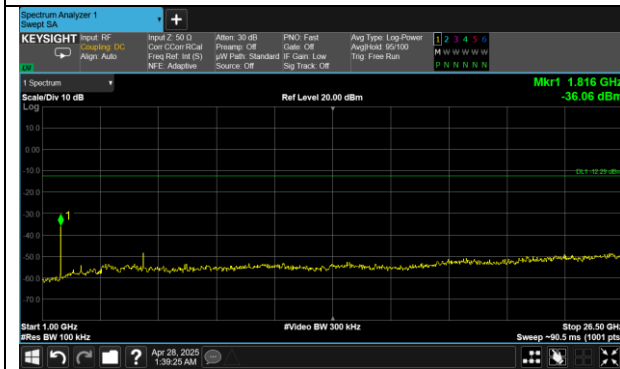 Spectrum Analyzer 1
Swept SA
+
KEYSIGHT
Input: RF
Coupling: DC
Align: Auto
Input Z: 50 Ω
Corr CCorr RCal
Freq Ref: Int (S)
NFE: Adaptive
Atten: 30 dB
Preamp: Off
µW Path: Standard
Source: Off
PNO: Fast
Gate: Off
IF Gain: Low
Sig Track: Off
Avg Type: Log-Power
Avg|Hold: 95/100
Trig: Free Run
1 2 3 4 5 6
M W W W W W
P N N N N N
1 Spectrum
Scale/Div 10 dB
Ref Level 20.00 dBm
Mkr1 1.816 GHz
-36.06 dBm
Log
10.0
0.00
-10.0
DL1 -12.29 dBm
-20.0
-30.0
1
-40.0
-50.0
-60.0
-70.0
Start 1.00 GHz
#Video BW 300 kHz
Stop 26.50 GHz
#Res BW 100 kHz
Sweep ~90.5 ms (1001 pts)
?
Apr 28, 2025
1:39:25 AM